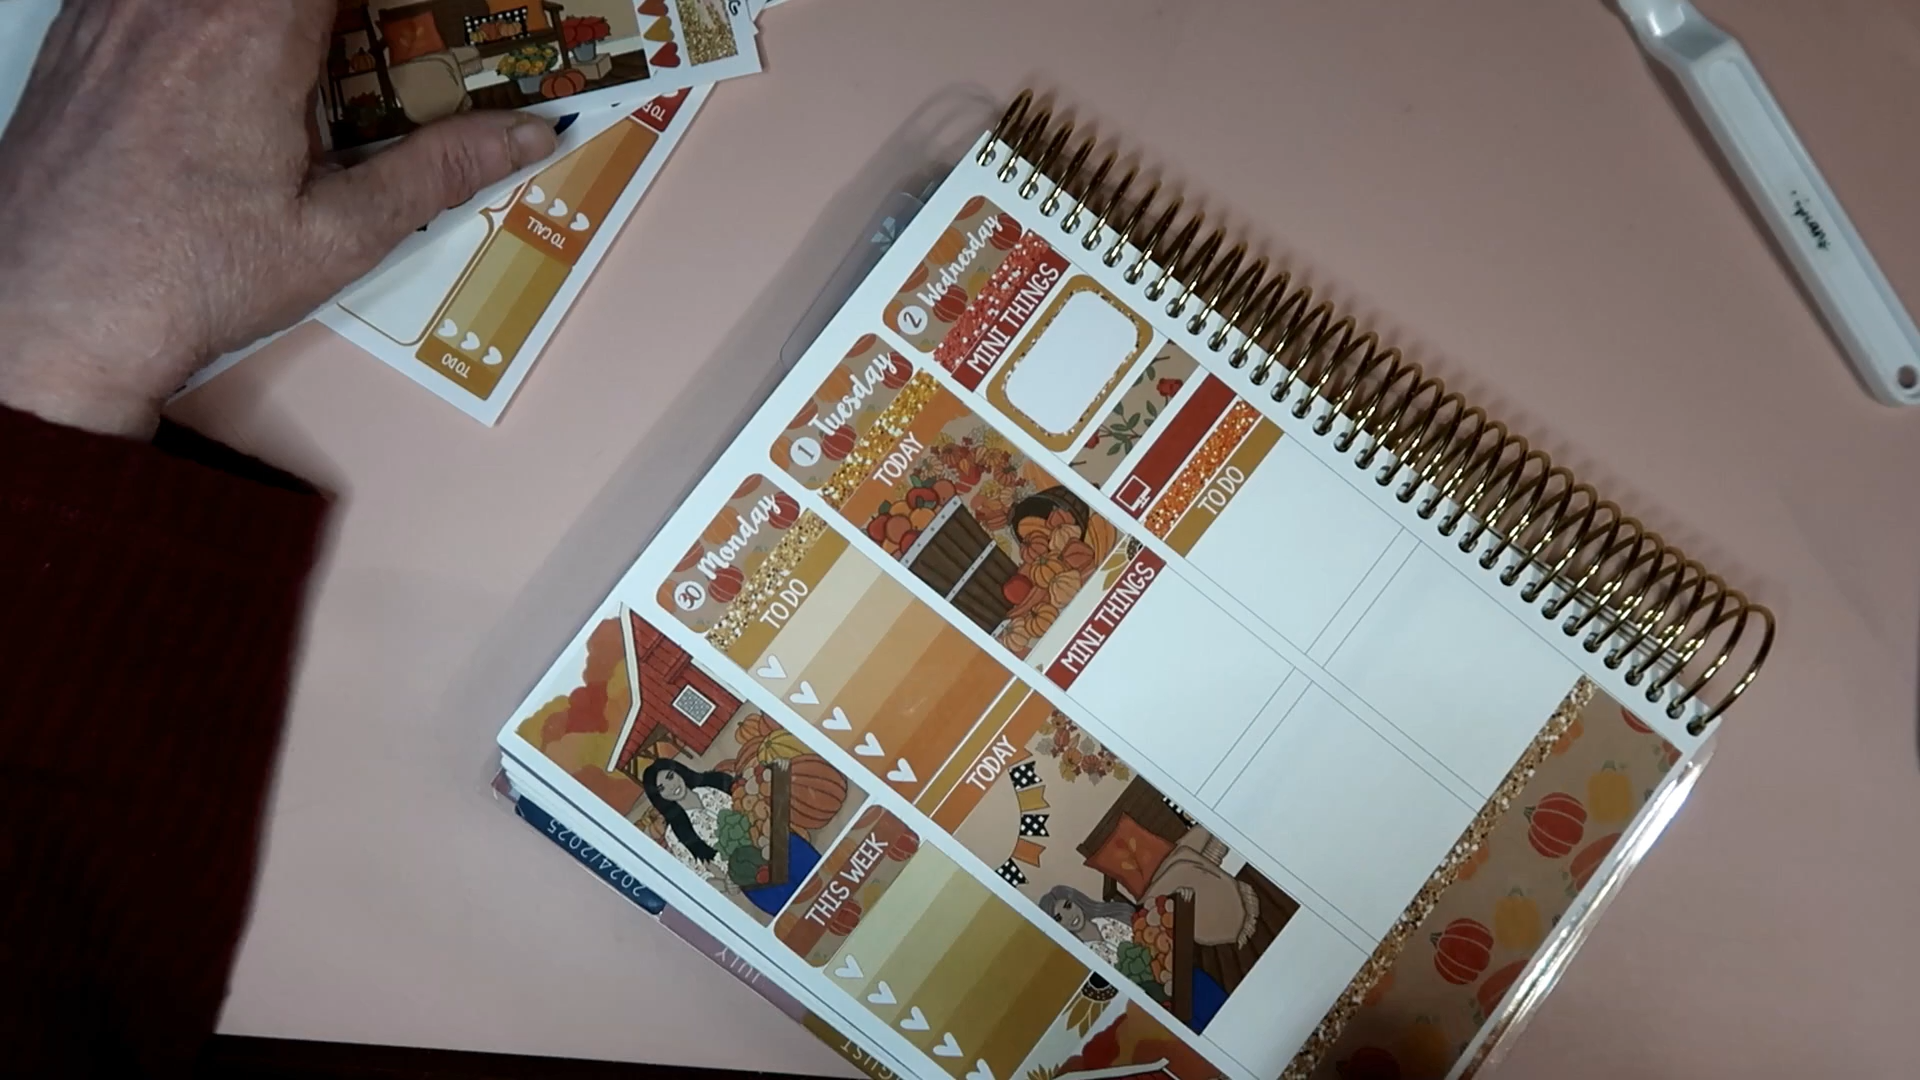 30 Monday
TO DO
1 Tuesday
TODAY
2 Wednesday
MINI THINGS
TO DO
MINI THINGS
TODAY
THIS WEEK
TO CALL
TO DO
2024/2025
JULY